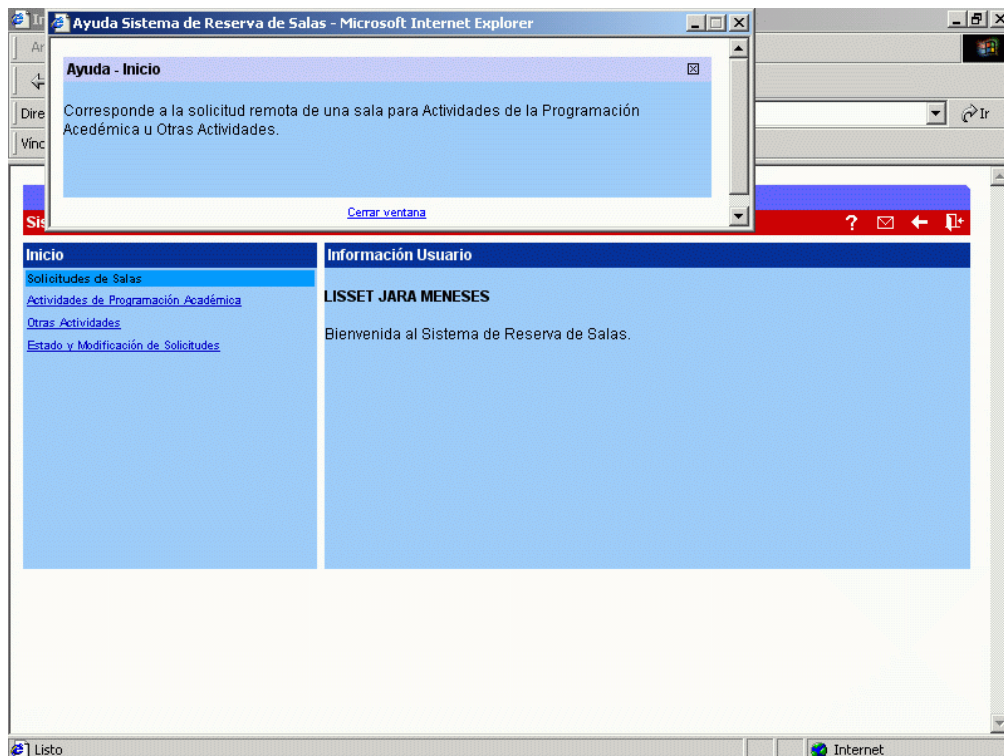 Ayuda Sistema de Reserva de Salas - Microsoft Internet Explorer
Ayuda - Inicio
Corresponde a la solicitud remota de una sala para Actividades de la Programación
Acedémica u Otras Actividades.
Cerrar ventana
Dire
Ir
Vínc
Sis
?
Inicio
Solicitudes de Salas
Actividades de Programación Académica
Otras Actividades
Estado y Modificación de Solicitudes
Información Usuario
LISSET JARA MENESES
Bienvenida al Sistema de Reserva de Salas.
Listo
Internet